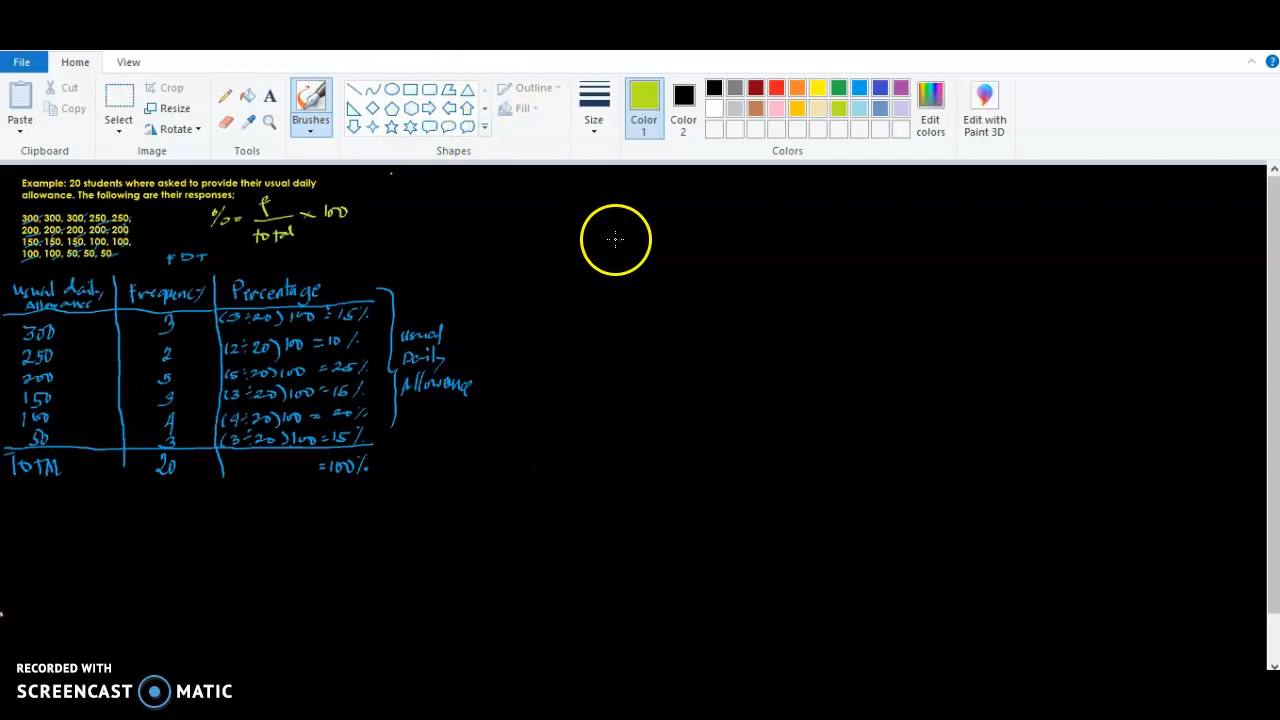 File Home View
Paste
Cut
Copy
Clipboard
Select
Crop
Resize
Rotate
Image
A
Tools
Brushes
Outline
Fill
Shapes
Size
Color 1
Color 2
Edit colors
Colors
Edit with Paint 3D
Example: 20 students where asked to provide their usual daily
allowance. The following are their responses;
300, 300, 300, 250, 250,
200, 200, 200, 200, 200
150, 150, 150, 100, 100,
100, 100, 50, 50, 50
% = f / total × 100
FDT
usual daily Allowance Frequency Percentage
300 3 (3÷20)100 = 15%
250 2 (2÷20)100 = 10%
200 5 (5÷20)100 = 25%
150 3 (3÷20)100 = 15%
100 4 (4÷20)100 = 20%
50 3 (3÷20)100 = 15%
TOTAL 20 =100%
usual
Daily
Allowance
RECORDED WITH
SCREENCAST MATIC